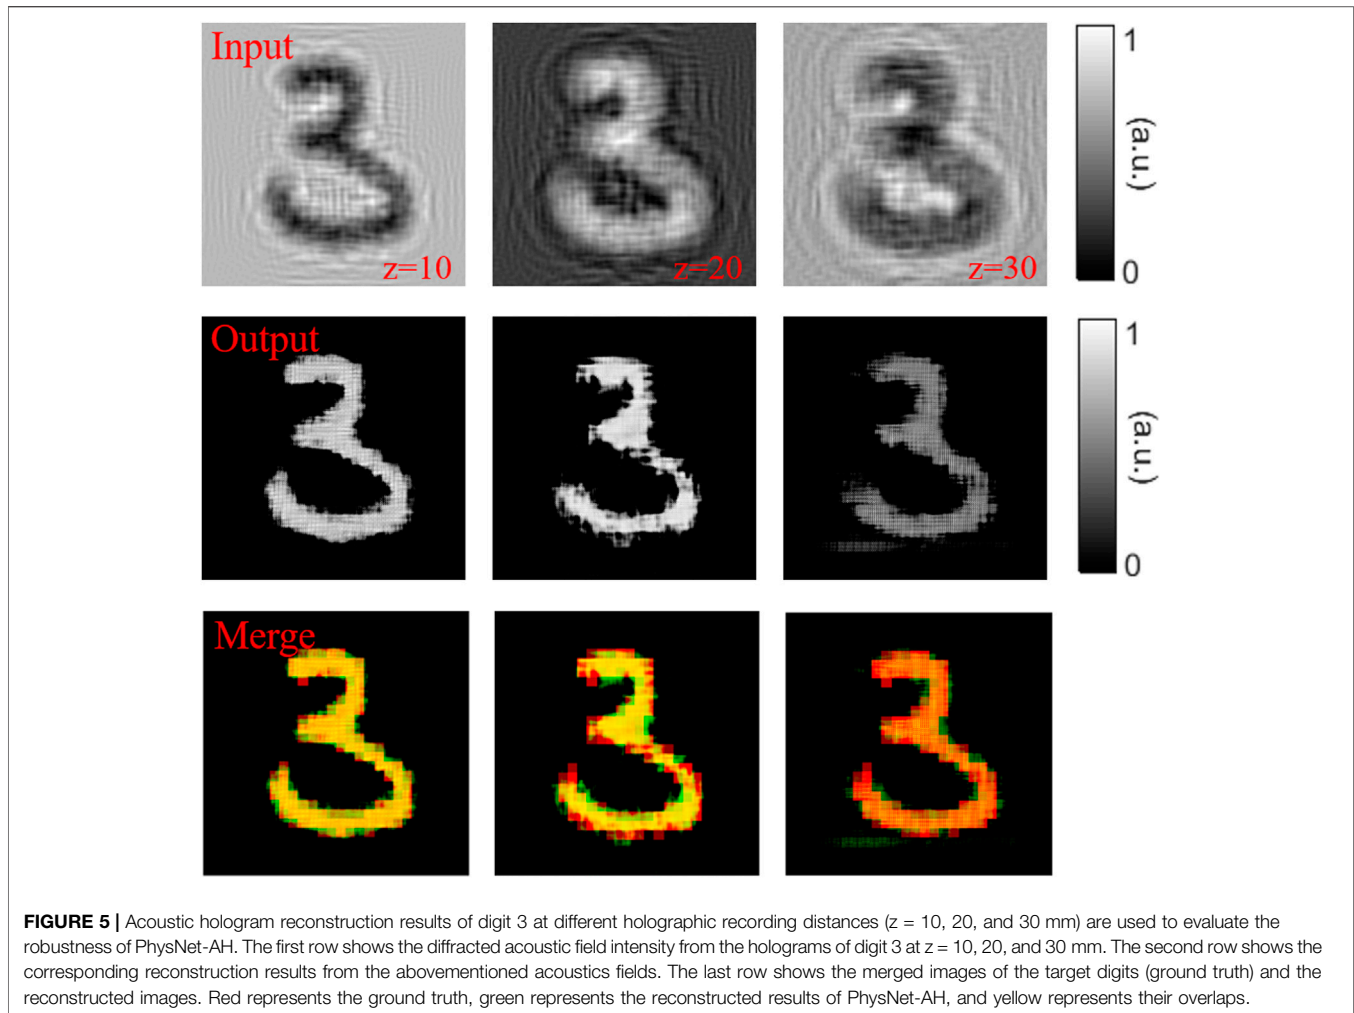 Input
z=10
z=20
z=30
1
(a.u.)
0
Output
1
(a.u.)
0
Merge
FIGURE 5 | Acoustic hologram reconstruction results of digit 3 at different holographic recording distances (z = 10, 20, and 30 mm) are used to evaluate the
robustness of PhysNet-AH. The first row shows the diffracted acoustic field intensity from the holograms of digit 3 at z = 10, 20, and 30 mm. The second row shows the
corresponding reconstruction results from the abovementioned acoustics fields. The last row shows the merged images of the target digits (ground truth) and the
reconstructed images. Red represents the ground truth, green represents the reconstructed results of PhysNet-AH, and yellow represents their overlaps.